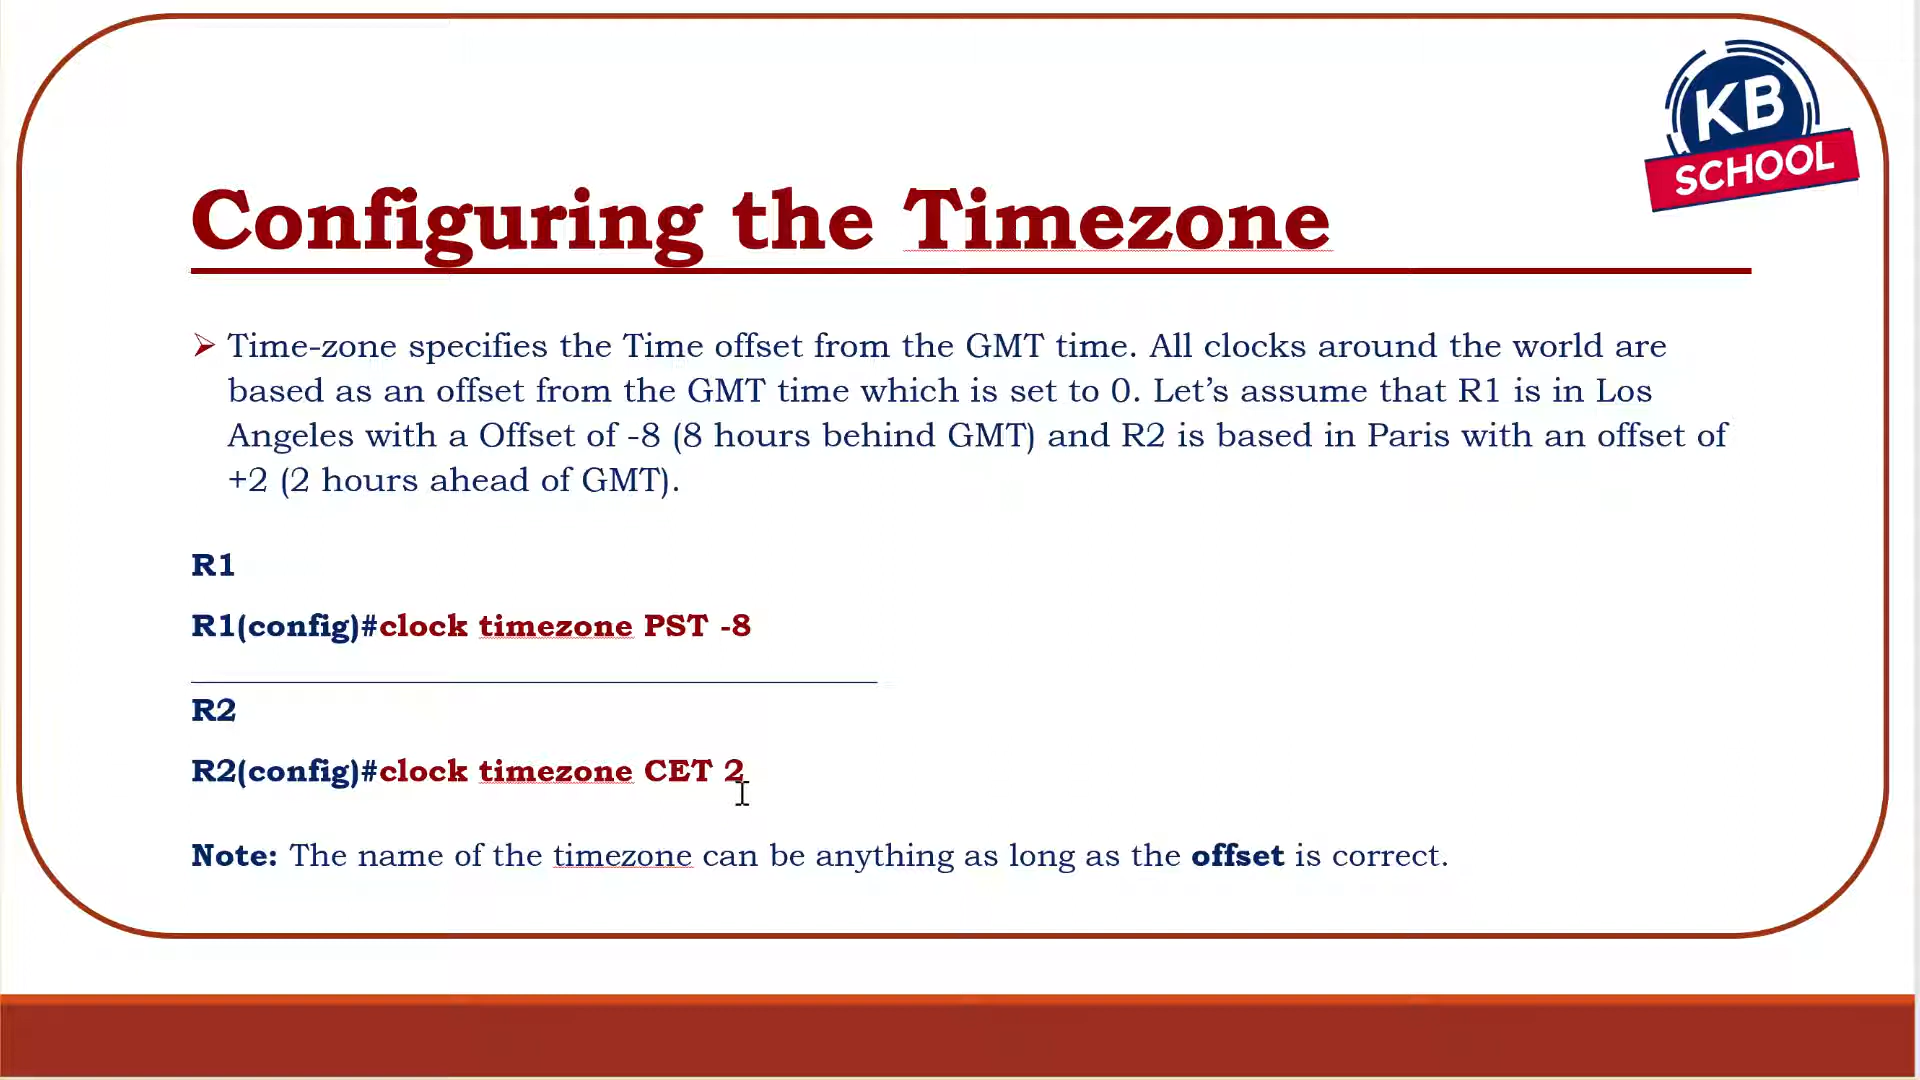 KB
SCHOOL
Configuring the Timezone
➢ Time-zone specifies the Time offset from the GMT time. All clocks around the world are
based as an offset from the GMT time which is set to 0. Let’s assume that R1 is in Los
Angeles with a Offset of -8 (8 hours behind GMT) and R2 is based in Paris with an offset of
+2 (2 hours ahead of GMT).
R1
R1(config)#clock timezone PST -8
R2
R2(config)#clock timezone CET 2
Note: The name of the timezone can be anything as long as the offset is correct.